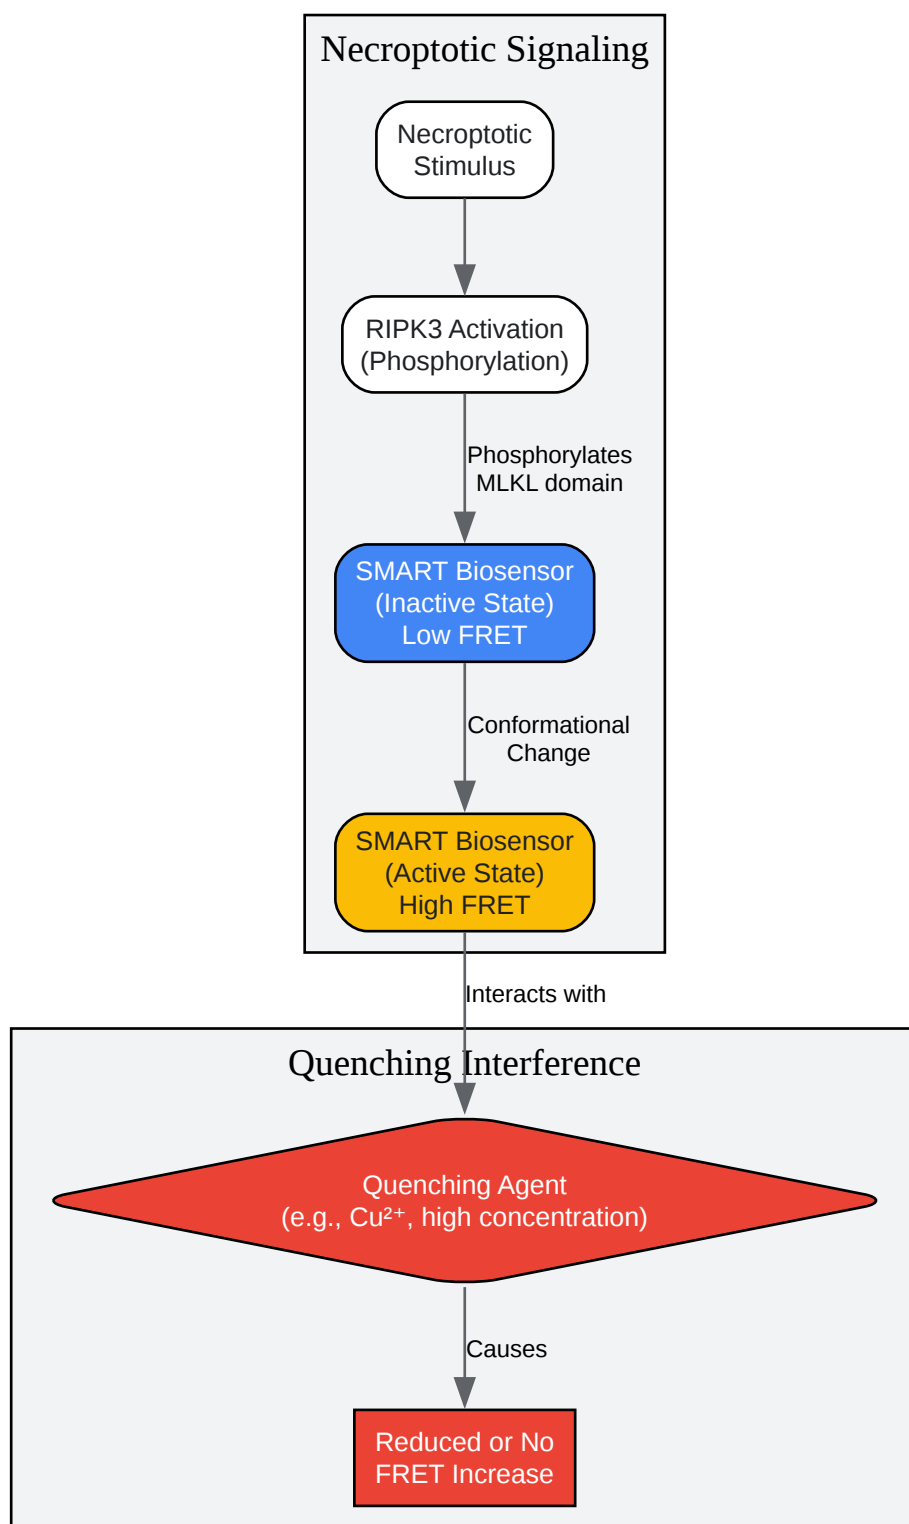 Necroptotic Signaling
Necroptotic
Stimulus
RIPK3 Activation
(Phosphorylation)
Phosphorylates
MLKL domain
SMART Biosensor
(Inactive State)
Low FRET
Conformational
Change
SMART Biosensor
(Active State)
High FRET
Interacts with
Quenching Interference
Quenching Agent
(e.g., Cu²⁺, high concentration)
Causes
Reduced or No
FRET Increase